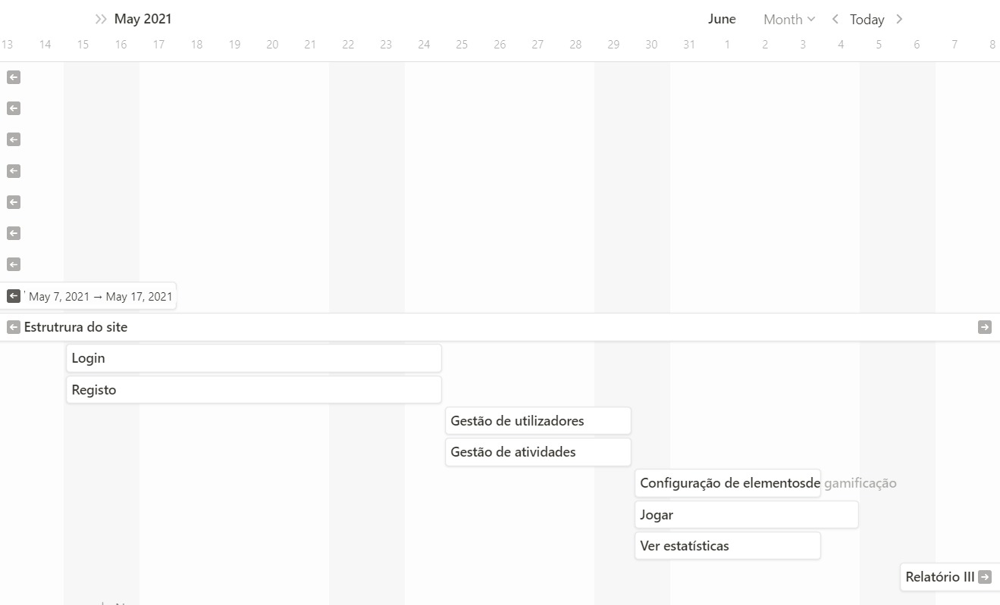 May 2021 June Month Today
13 14 15 16 17 18 19 20 21 22 23 24 25 26 27 28 29 30 31 1 2 3 4 5 6 7 8
May 7, 2021 → May 17, 2021
Estrutrura do site
Login
Registo
Gestão de utilizadores
Gestão de atividades
Configuração de elementosde gamificação
Jogar
Ver estatísticas
Relatório III